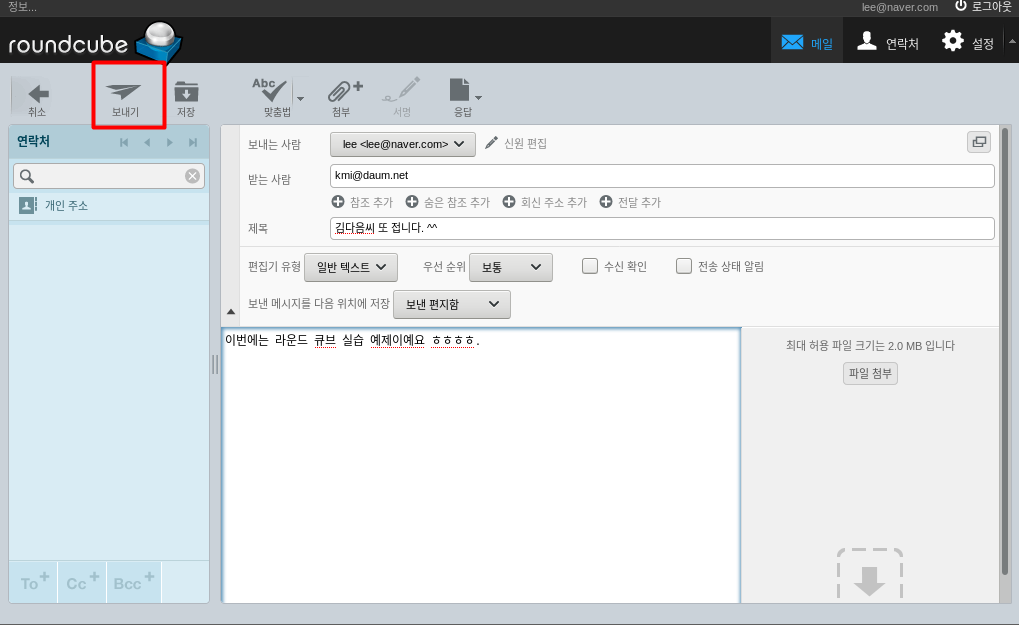 정보...
lee@naver.com 로그아웃
roundcube
메일 연락처 설정
취소 보내기 저장 맞춤법 첨부 서명 응답
Abc
연락처
개인 주소
보내는 사람 lee <lee@naver.com> 신원 편집
받는 사람 kmi@daum.net
참조 추가 숨은 참조 추가 회신 주소 추가 전달 추가
제목 김다음씨 또 접니다. ^^
편집기 유형 일반 텍스트 우선 순위 보통 수신 확인 전송 상태 알림
보낸 메시지를 다음 위치에 저장 보낸 편지함
이번에는 라운드 큐브 실습 예제이예요 ㅎㅎㅎㅎ.
최대 허용 파일 크기는 2.0 MB 입니다
파일 첨부
To+ Cc+ Bcc+